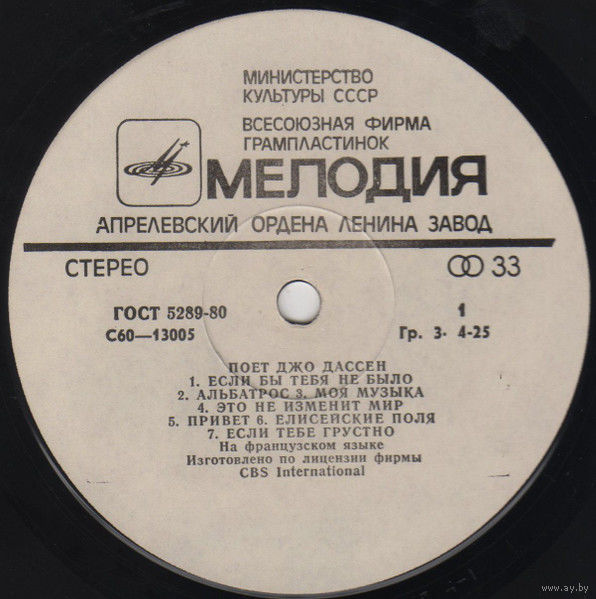 МИНИСТЕРСТВО
КУЛЬТУРЫ СССР
ВСЕСОЮЗНАЯ ФИРМА
ГРАМПЛАСТИНОК
МЕЛОДИЯ
АПРЕЛЕВСКИЙ ОРДЕНА ЛЕНИНА ЗАВОД
СТЕРЕО 33
ГОСТ 5289-80 1
С60—13005 Гр. 3. 4-25
ПОЕТ ДЖО ДАССЕН
1. ЕСЛИ БЫ ТЕБЯ НЕ БЫЛО
2. АЛЬБАТРОС 3. МОЯ МУЗЫКА
4. ЭТО НЕ ИЗМЕНИТ МИР
5. ПРИВЕТ 6. ЕЛИСЕЙСКИЕ ПОЛЯ
7. ЕСЛИ ТЕБЕ ГРУСТНО
На французском языке
Изготовлено по лицензии фирмы
CBS International
www.ay.by